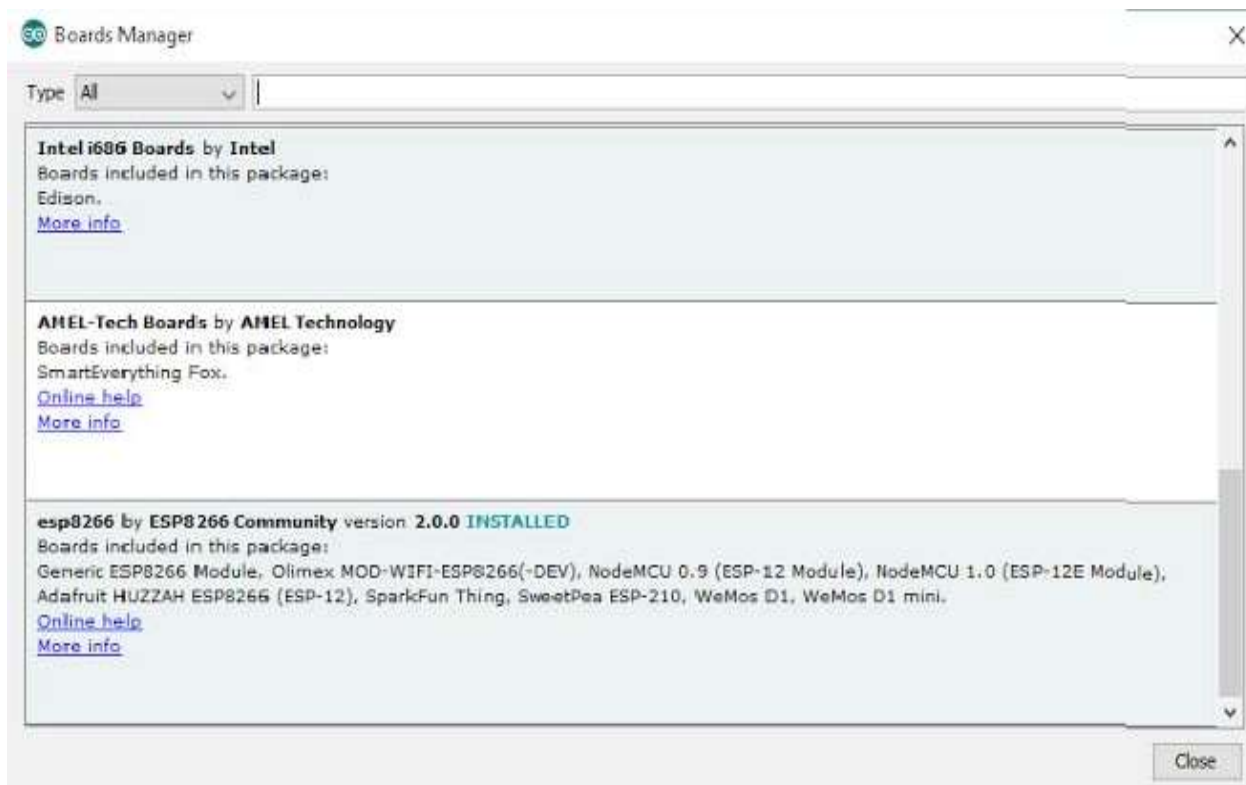 Boards Manager
Type All
Intel i686 Boards by Intel
Boards included in this package:
Edison.
More info
AMEL-Tech Boards by AMEL Technology
Boards included in this package:
SmartEverything Fox.
Online help
More info
esp8266 by ESP8266 Community version 2.0.0 INSTALLED
Boards included in this package:
Generic ESP8266 Module, Olimex MOD-WIFI-ESP8266(-DEV), NodeMCU 0.9 (ESP-12 Module), NodeMCU 1.0 (ESP-12E Module),
Adafruit HUZZAH ESP8266 (ESP-12), SparkFun Thing, SweetPea ESP-210, WeMos D1, WeMos D1 mini.
Online help
More info
Close